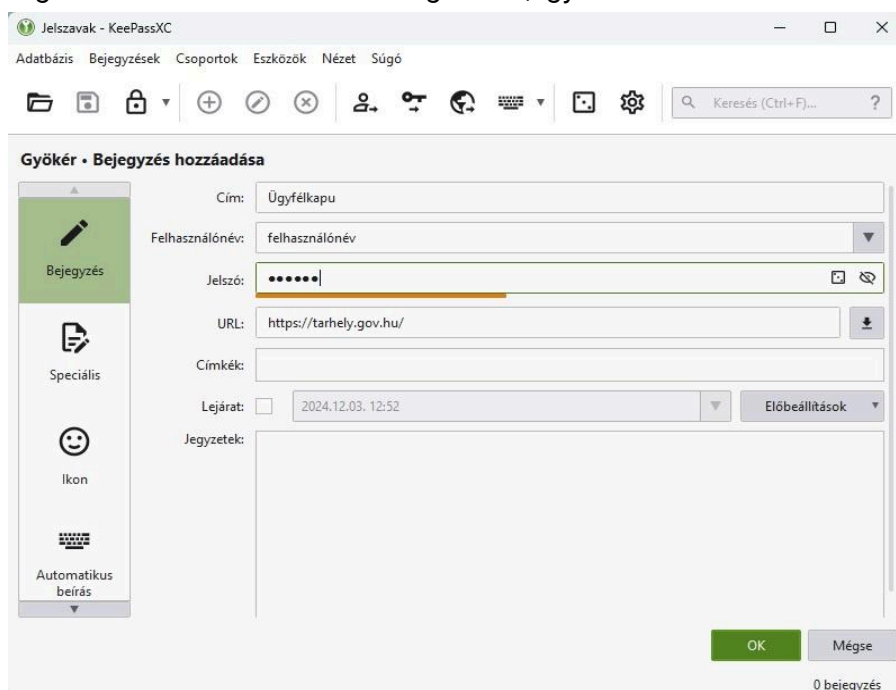 Jelszavak - KeePassXC
Adatbázis Bejegyzések Csoportok Eszközök Nézet Súgó
Keresés (Ctrl+F)... ?
Gyökér • Bejegyzés hozzáadása
Bejegyzés
Speciális
Ikon
Automatikus
beírás
Cím: Ügyfélkapu
Felhasználónév: felhasználónév
Jelszó: ●●●●●●
URL: https://tarhely.gov.hu/
Címkék:
Lejárat: 2024.12.03. 12:52 Előbeállítások
Jegyzetek:
OK Mégse
0 bejegyzés